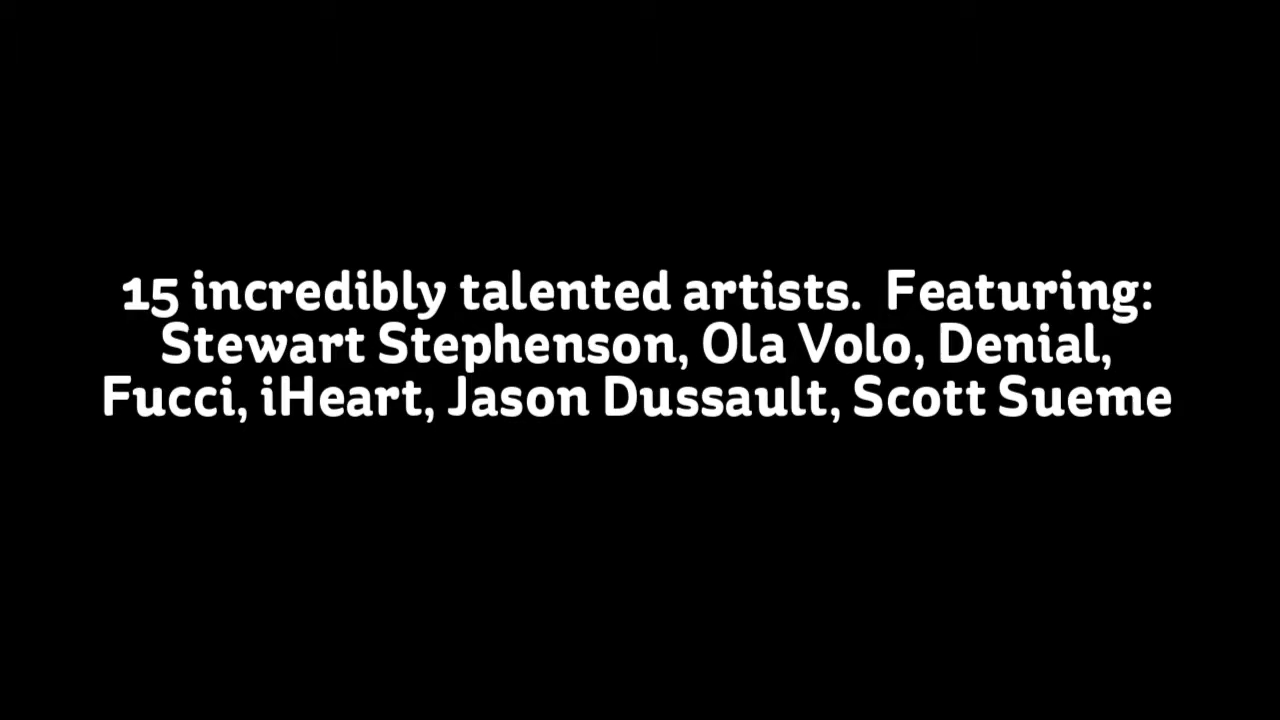 15 incredibly talented artists.  Featuring:
Stewart Stephenson, Ola Volo, Denial,
Fucci, iHeart, Jason Dussault, Scott Sueme